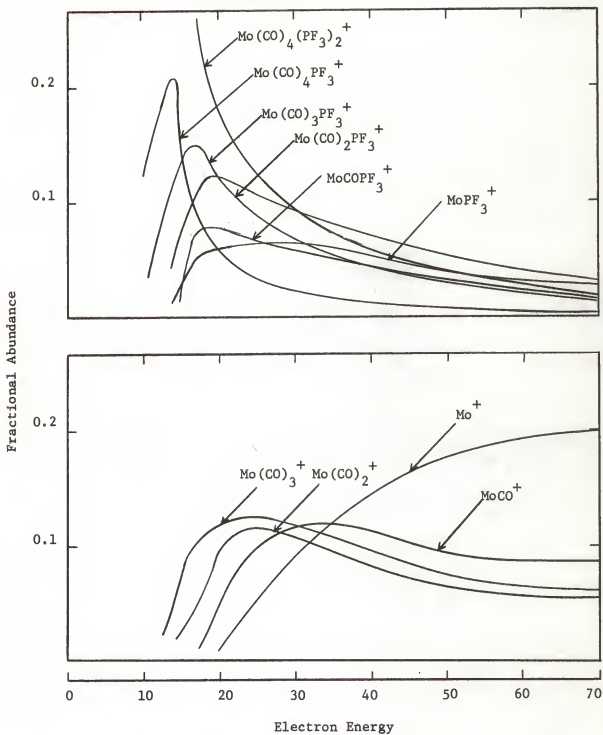 Mo(CO)₄(PF₃)₂⁺
Mo(CO)₄PF₃⁺
Mo(CO)₃PF₃⁺
Mo(CO)₂PF₃⁺
MoCOPF₃⁺
MoPF₃⁺
0.2
0.1
Fractional Abundance
Mo⁺
Mo(CO)₃⁺
Mo(CO)₂⁺
MoCO⁺
0.2
0.1
0 10 20 30 40 50 60 70
Electron Energy